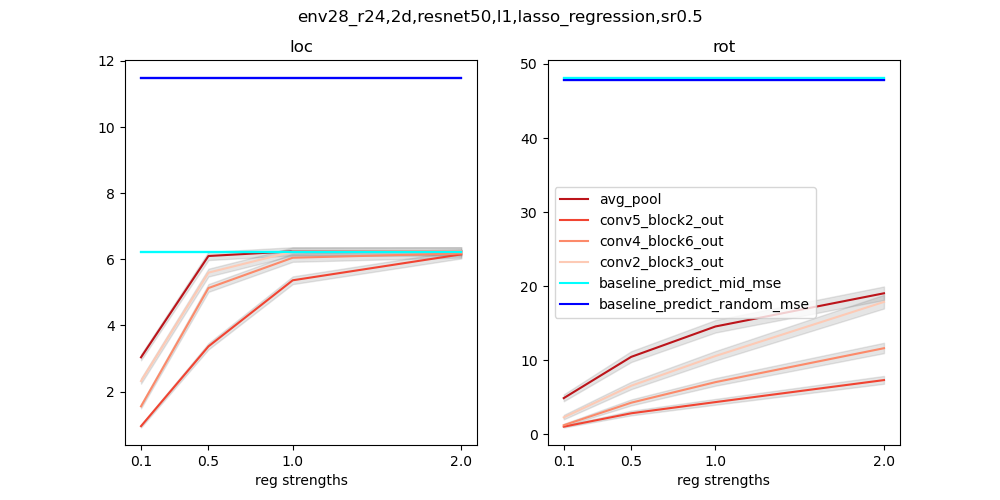 env28_r24,2d,resnet50,l1,lasso_regression,sr0.5
loc
12
10
8
6
4
2
0.1
0.5
1.0
2.0
reg strengths
rot
50
40
30
20
10
0
avg_pool
conv5_block2_out
conv4_block6_out
conv2_block3_out
baseline_predict_mid_mse
baseline_predict_random_mse
0.1
0.5
1.0
2.0
reg strengths